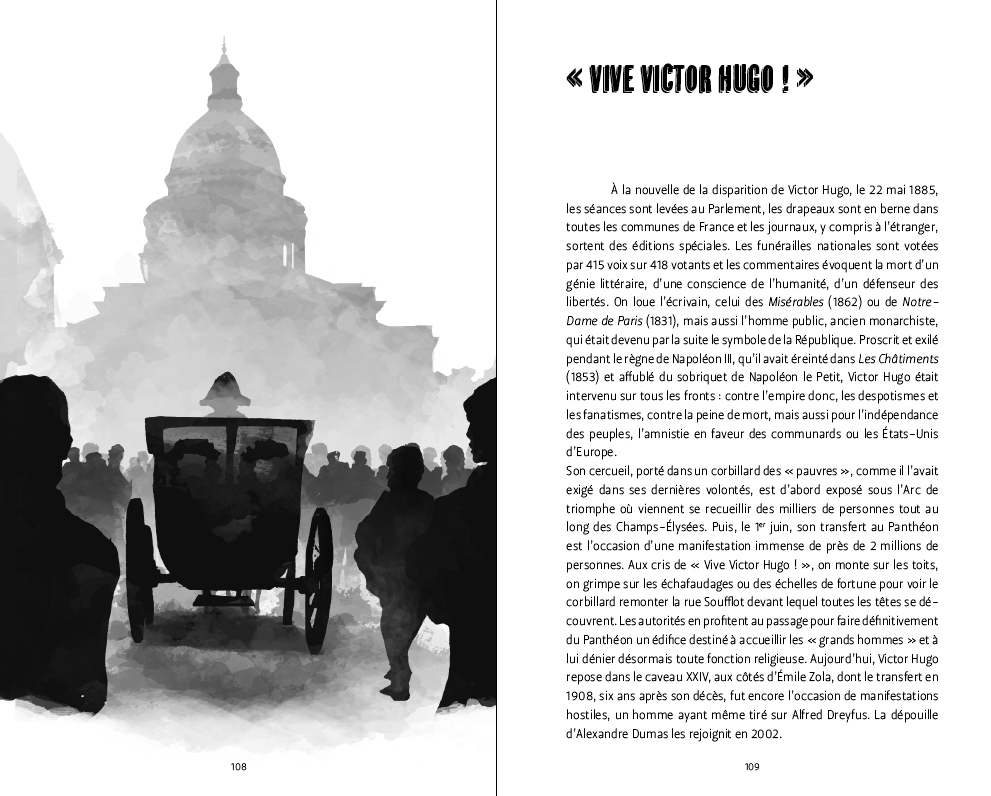 « VIVE VICTOR HUGO ! »
À la nouvelle de la disparition de Victor Hugo, le 22 mai 1885,
les séances sont levées au Parlement, les drapeaux sont en berne dans
toutes les communes de France et les journaux, y compris à l'étranger,
sortent des éditions spéciales. Les funérailles nationales sont votées
par 415 voix sur 418 votants et les commentaires évoquent la mort d'un
génie littéraire, d'une conscience de l'humanité, d'un défenseur des
libertés. On loue l'écrivain, celui des Misérables (1862) ou de Notre-
Dame de Paris (1831), mais aussi l'homme public, ancien monarchiste,
qui était devenu par la suite le symbole de la République. Proscrit et exilé
pendant le règne de Napoléon III, qu'il avait éreinté dans Les Châtiments
(1853) et affublé du sobriquet de Napoléon le Petit, Victor Hugo était
intervenu sur tous les fronts : contre l'empire donc, les despotismes et
les fanatismes, contre la peine de mort, mais aussi pour l'indépendance
des peuples, l'amnistie en faveur des communards ou les États-Unis
d'Europe.
Son cercueil, porté dans un corbillard des « pauvres », comme il l'avait
exigé dans ses dernières volontés, est d'abord exposé sous l'Arc de
triomphe où viennent se recueillir des milliers de personnes tout au
long des Champs-Élysées. Puis, le 1er juin, son transfert au Panthéon
est l'occasion d'une manifestation immense de près de 2 millions de
personnes. Aux cris de « Vive Victor Hugo ! », on monte sur les toits,
on grimpe sur les échafaudages ou des échelles de fortune pour voir le
corbillard remonter la rue Soufflot devant lequel toutes les têtes se dé-
couvrent. Les autorités en profitent au passage pour faire définitivement
du Panthéon un édifice destiné à accueillir les « grands hommes » et à
lui dénier désormais toute fonction religieuse. Aujourd'hui, Victor Hugo
repose dans le caveau XXIV, aux côtés d'Émile Zola, dont le transfert en
1908, six ans après son décès, fut encore l'occasion de manifestations
hostiles, un homme ayant même tiré sur Alfred Dreyfus. La dépouille
d'Alexandre Dumas les rejoignit en 2002.
108
109